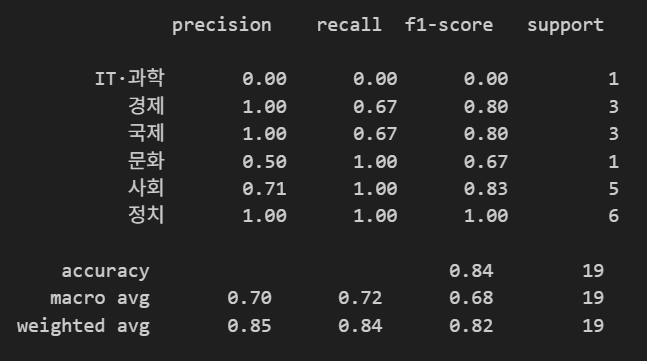 precision recall f1-score support
IT·과학 0.00 0.00 0.00 1
경제 1.00 0.67 0.80 3
국제 1.00 0.67 0.80 3
문화 0.50 1.00 0.67 1
사회 0.71 1.00 0.83 5
정치 1.00 1.00 1.00 6
accuracy 0.84 19
macro avg 0.70 0.72 0.68 19
weighted avg 0.85 0.84 0.82 19